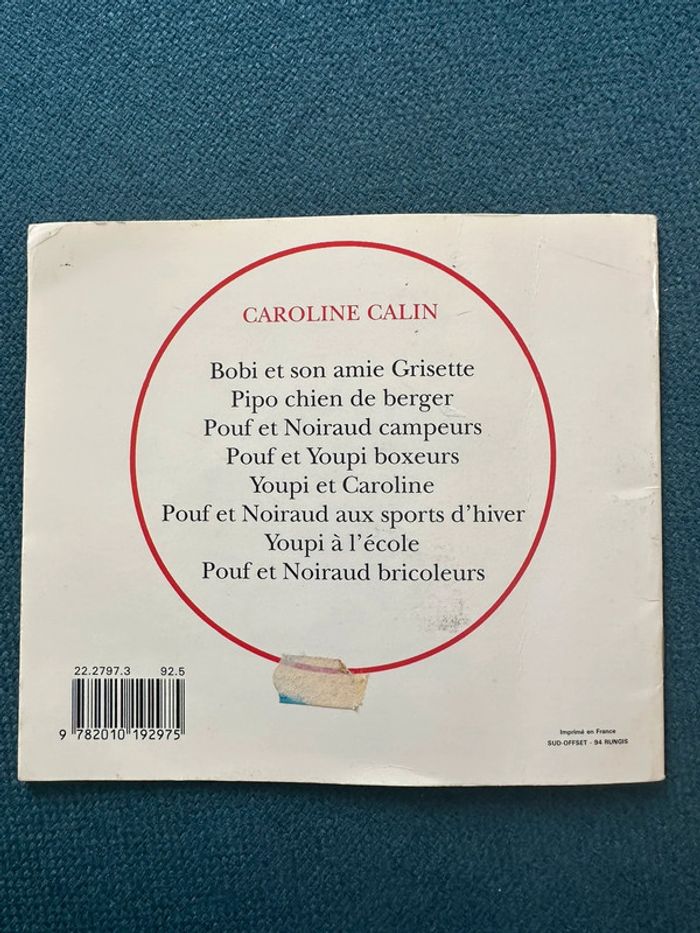 CAROLINE CALIN
Bobi et son amie Grisette
Pipo chien de berger
Pouf et Noiraud campeurs
Pouf et Youpi boxeurs
Youpi et Caroline
Pouf et Noiraud aux sports d'hiver
Youpi à l'école
Pouf et Noiraud bricoleurs
22.2797.3 92.5
9 782010 192975
Imprimé en France
SUD-OFFSET - 94 RUNGIS